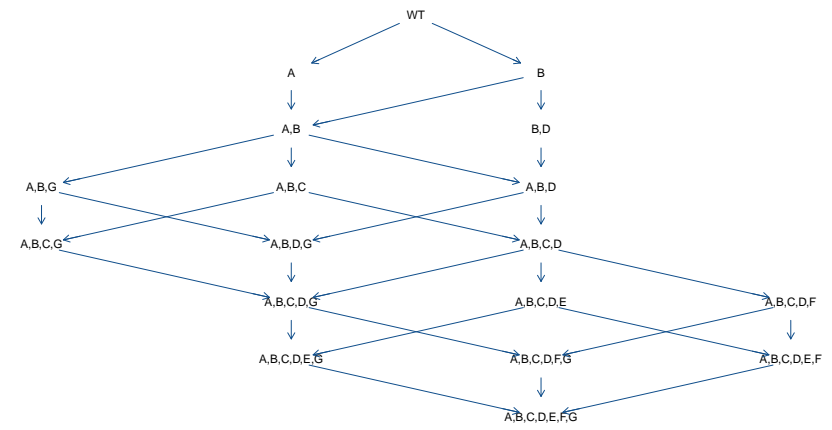 WT
A
B
A,B
B,D
A,B,G
A,B,C
A,B,D
A,B,C,G
A,B,D,G
A,B,C,D
A,B,C,D,G
A,B,C,D,E
A,B,C,D,F
A,B,C,D,E,G
A,B,C,D,F,G
A,B,C,D,E,F
A,B,C,D,E,F,G